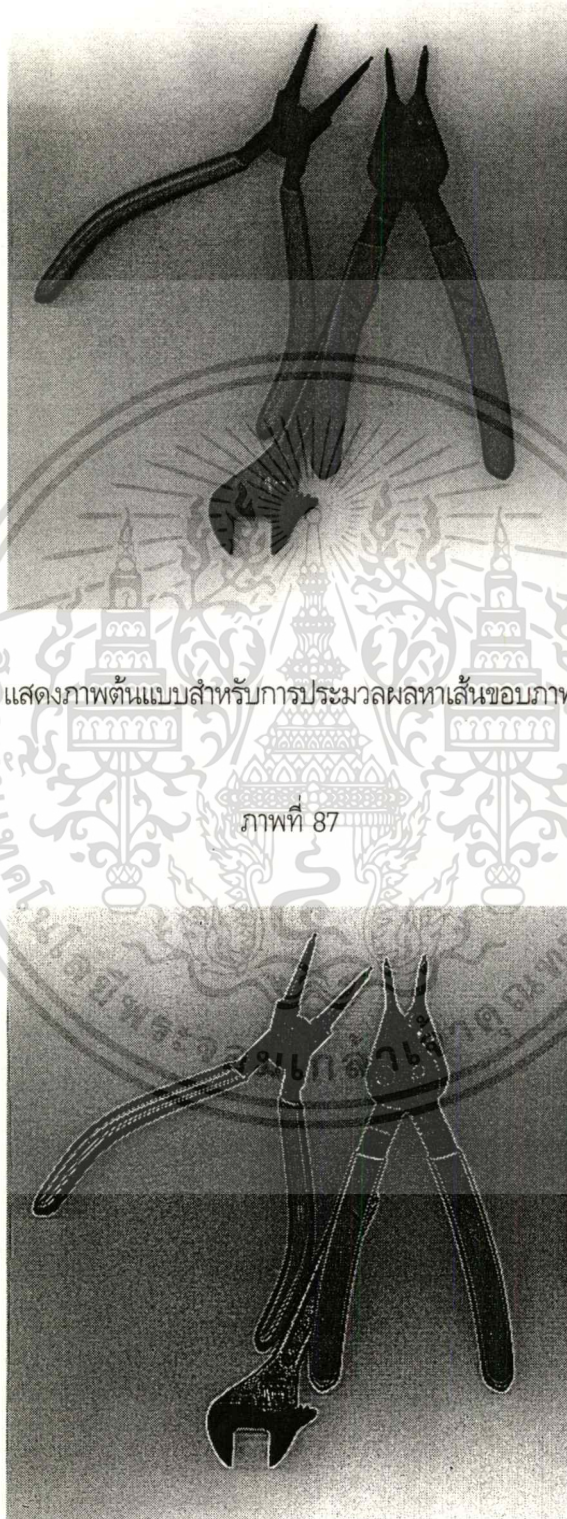 แสดงภาพต้นแบบสำหรับการประมวลผลหาเส้นขอบภาพ
ภาพที่ 87